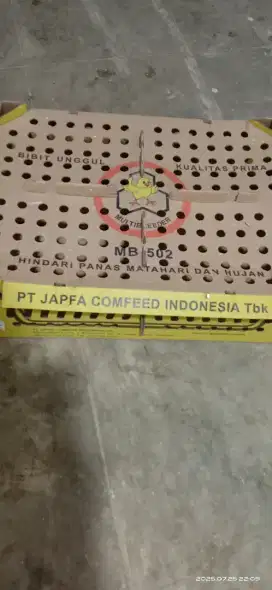 BIBIT UNGGUL
KUALITAS PRIMA
MULTIBREEDER
MB 502
HINDARI PANAS MATAHARI DAN HUJAN
PT JAPFA COMFEED INDONESIA Tbk
2025.07.25 22:09